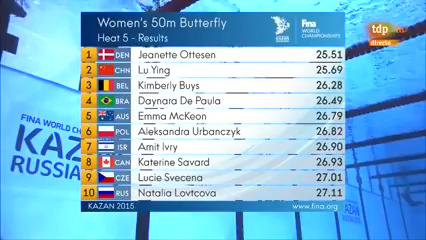 Women's 50m Butterfly
Heat 5 - Results
KAZAN 2015
fina
WORLD CHAMPIONSHIPS
tdp
directo
1 DEN Jeanette Ottesen 25.51
2 CHN Lu Ying 25.69
3 BEL Kimberly Buys 26.28
4 BRA Daynara De Paula 26.49
5 AUS Emma McKeon 26.79
6 POL Aleksandra Urbanczyk 26.82
7 ISR Amit Ivry 26.90
8 CAN Katerine Savard 26.93
9 CZE Lucie Svecena 27.01
10 RUS Natalia Lovtcova 27.11
KAZAN 2015 www.fina.org
FINA WORLD CHAMP
KAZAN
RUSSIA